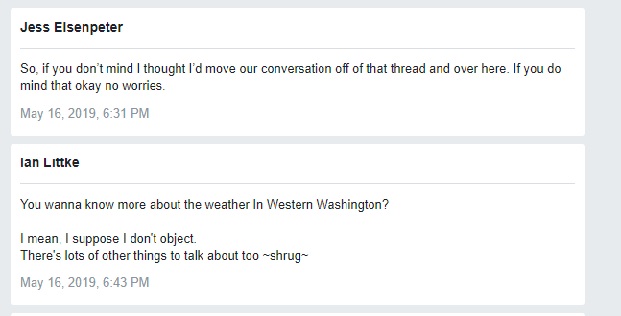 Jess Eisenpeter
So, if you don't mind I thought I'd move our conversation off of that thread and over here. If you do
mind that okay no worries.
May 16, 2019, 6:31 PM
Ian Littke
You wanna know more about the weather In Western Washington?
I mean. I suppose I don't object.
There's lots of other things to talk about too ~shrug~
May 16, 2019, 6:43 PM